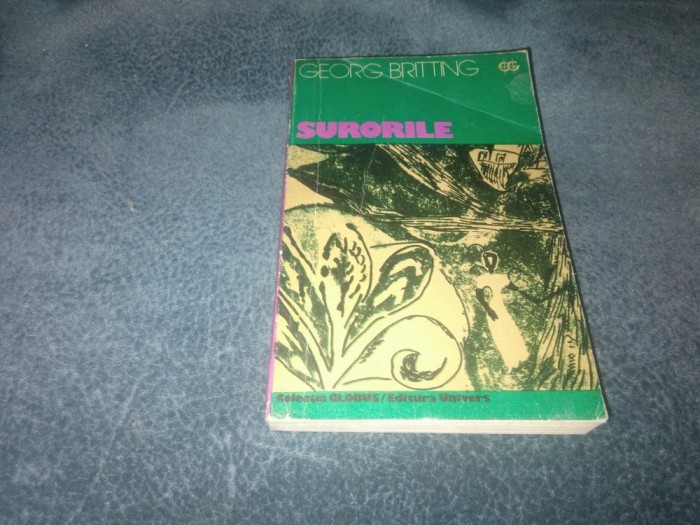 GEORG BRITTING
SURORILE
Colecția GLOBUS/Editura Univers